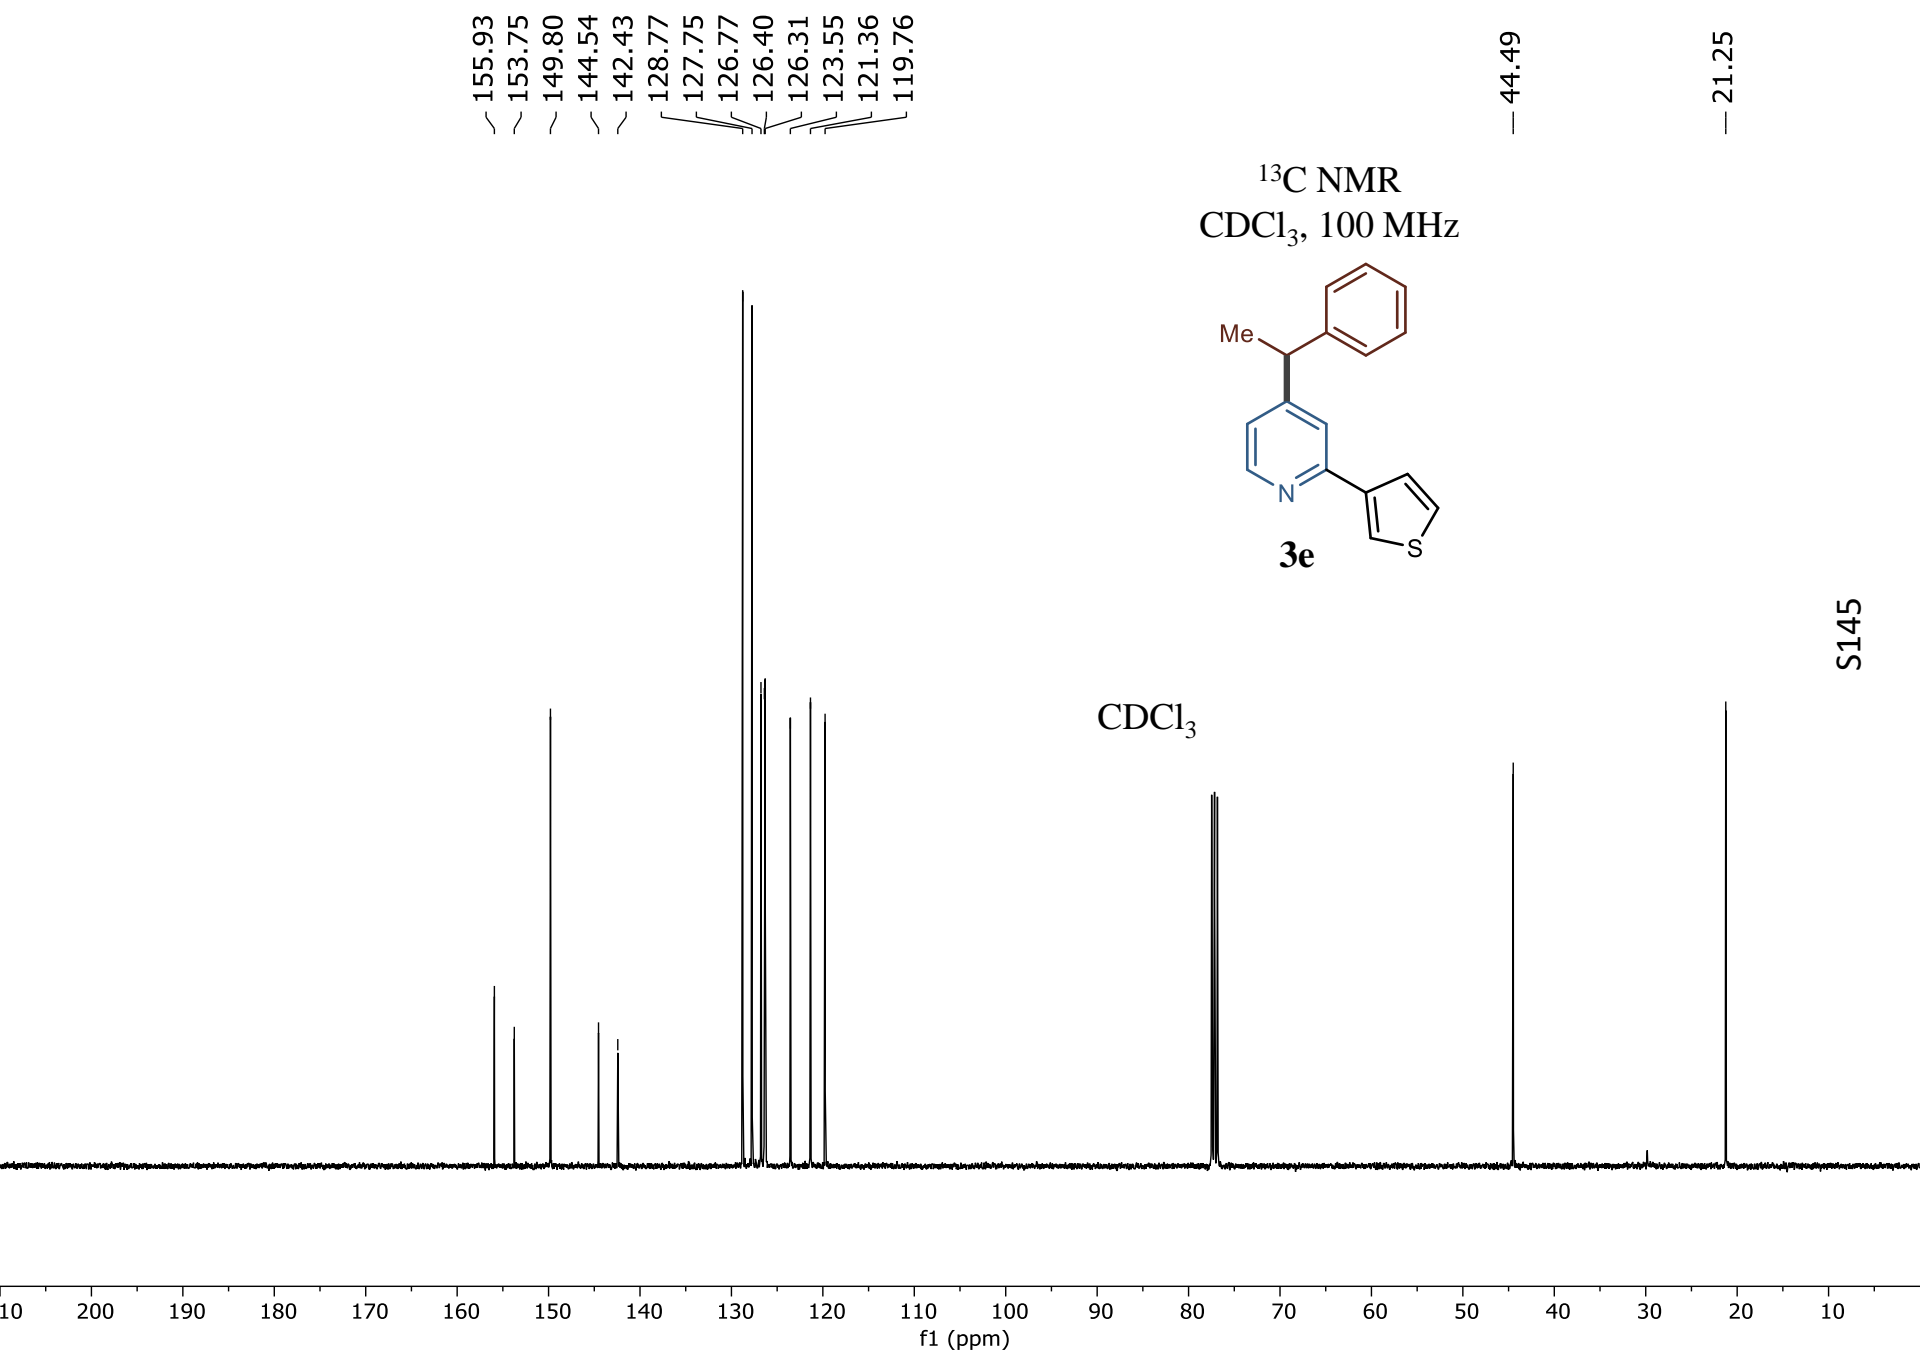 155.93
153.75
149.80
144.54
142.43
128.77
127.75
126.77
126.40
126.31
123.55
121.36
119.76
44.49
21.25
¹³C NMR
CDCl₃, 100 MHz
Me
N
S
3e
S145
CDCl₃
10 200 190 180 170 160 150 140 130 120 110 100 90 80 70 60 50 40 30 20 10
f1 (ppm)